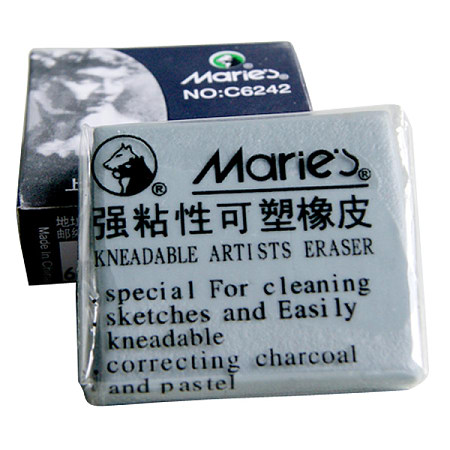 Marie's®
NO:C6242
上
Made in
Marie's®
®
强粘性可塑橡皮
KNEADABLE ARTISTS ERASER
special For cleaning
sketches and Easily
kneadable
correcting charcoal
and pastel